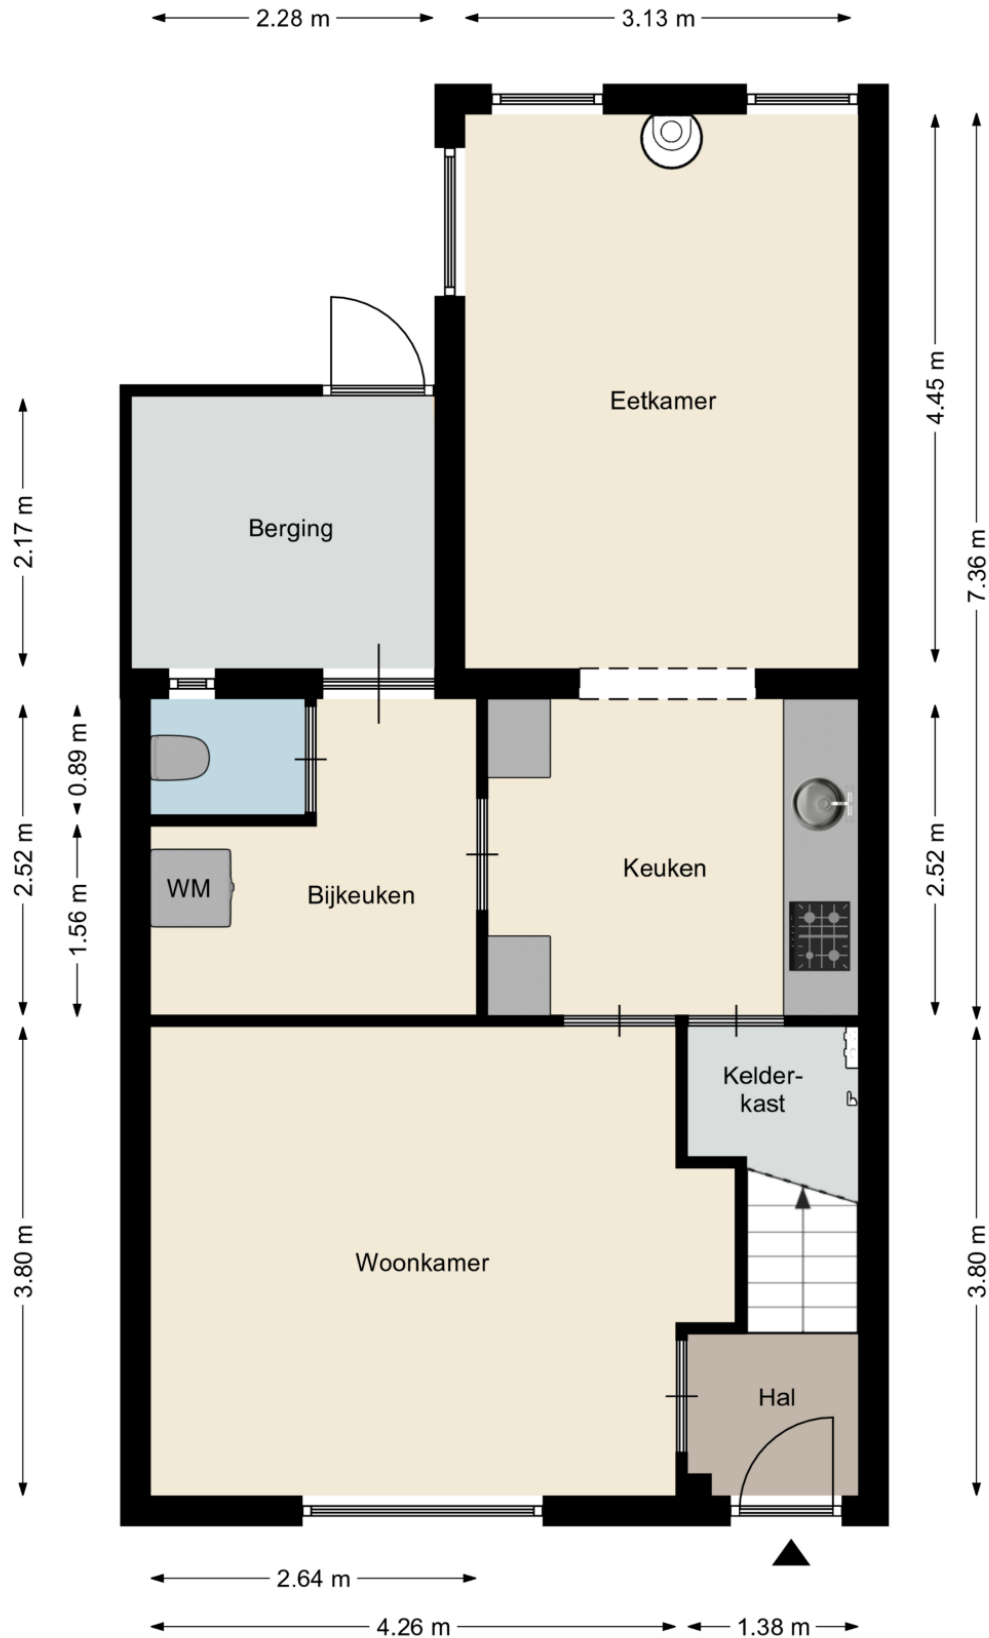 2.28 m
3.13 m
Eetkamer
4.45 m
7.36 m
2.17 m
Berging
0.89 m
2.52 m
1.56 m
WM
Bijkeuken
Keuken
2.52 m
Kelder-
kast
3.80 m
Woonkamer
3.80 m
Hal
2.64 m
4.26 m
1.38 m